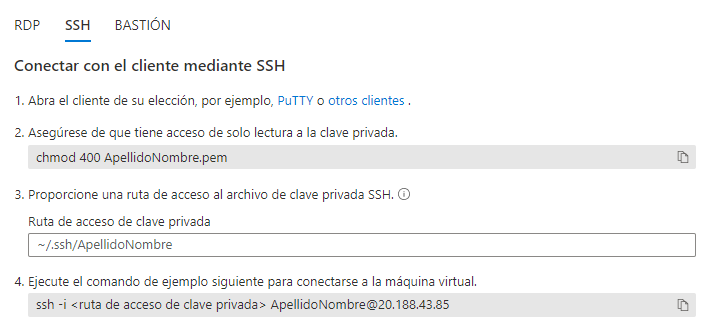 RDP SSH BASTIÓN
Conectar con el cliente mediante SSH
1. Abra el cliente de su elección, por ejemplo, PuTTY o otros clientes .
2. Asegúrese de que tiene acceso de solo lectura a la clave privada.
chmod 400 ApellidoNombre.pem
3. Proporcione una ruta de acceso al archivo de clave privada SSH.
Ruta de acceso de clave privada
~/.ssh/ApellidoNombre
4. Ejecute el comando de ejemplo siguiente para conectarse a la máquina virtual.
ssh -i <ruta de acceso de clave privada> ApellidoNombre@20.188.43.85